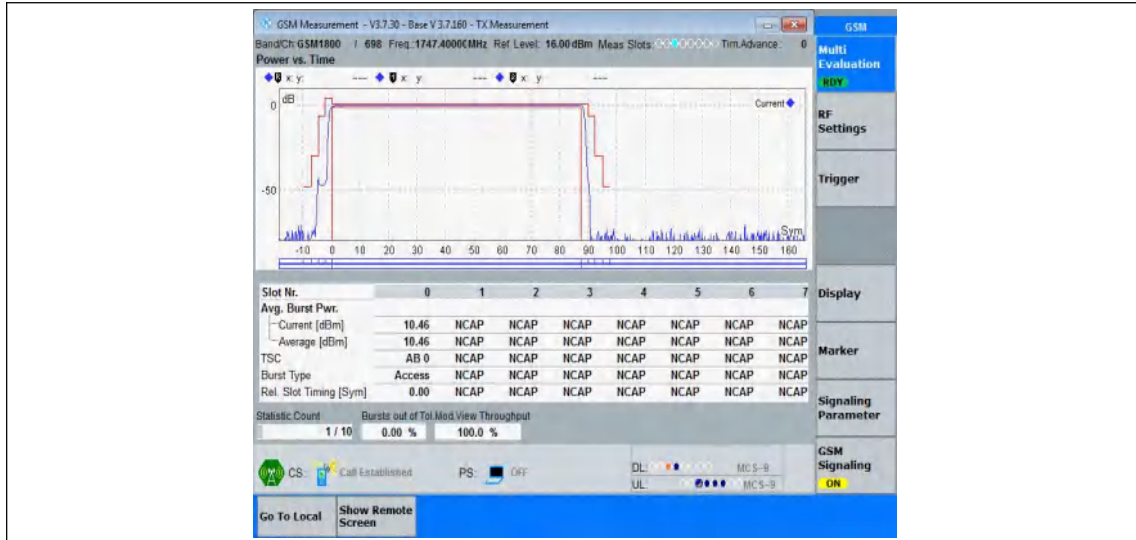 GSM Measurement - V3.7.30 - Base V 3.7.160 - TX Measurement
GSM
Band/Ch: GSM1800 / 698 Freq.:1747.40000MHz Ref. Level: 16.00 dBm Meas Slots: Tim.Advance: 0
Power vs. Time
Multi Evaluation
RDY
x: y: --- x: y: --- x: y: ---
dB
Current
0
-50
Sym
-10 0 10 20 30 40 50 60 70 80 90 100 110 120 130 140 150 160
RF Settings
Trigger
Slot Nr. 0 1 2 3 4 5 6 7
Avg. Burst Pwr.
Current [dBm] 10.46 NCAP NCAP NCAP NCAP NCAP NCAP NCAP
Average [dBm] 10.46 NCAP NCAP NCAP NCAP NCAP NCAP NCAP
TSC AB 0 NCAP NCAP NCAP NCAP NCAP NCAP NCAP
Burst Type Access NCAP NCAP NCAP NCAP NCAP NCAP NCAP
Rel. Slot Timing [Sym] 0.00 NCAP NCAP NCAP NCAP NCAP NCAP NCAP
Display
Marker
Signaling Parameter
Statistic Count Bursts out of Tol. Mod.View Throughput
1 / 10 0.00 % 100.0 %
GSM Signaling
ON
CS: Call Established PS: OFF
DL: MCS-9
UL: MCS-9
Go To Local
Show Remote Screen